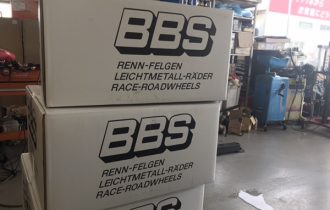 BBS
RENN-FELGEN
LEICHTMETALL-RÄDER
RACE-ROADWHEELS
BBS
RENN-FELGEN
LEICHTMETALL-RÄDER
RACE-ROADWHEELS